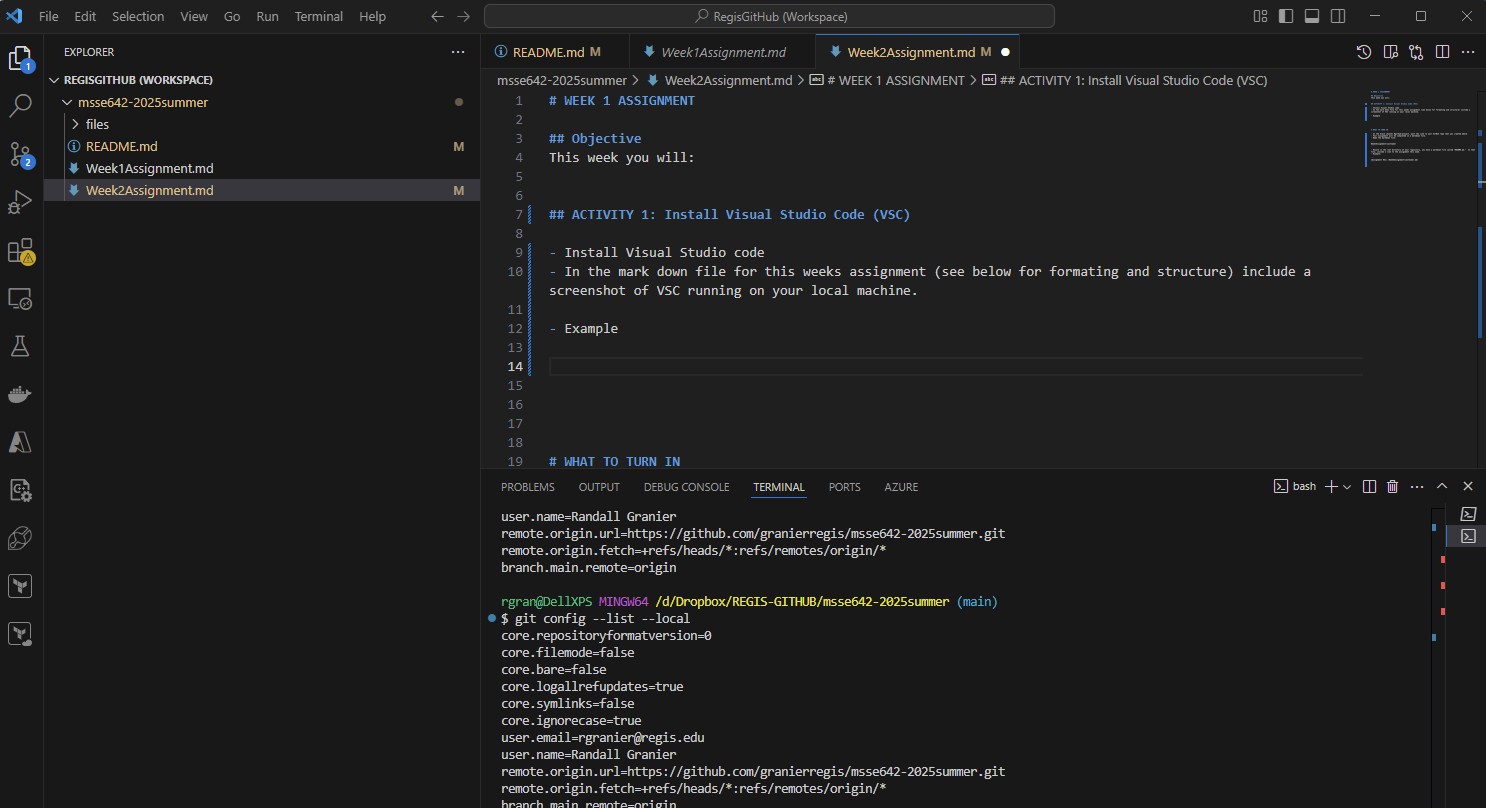 File Edit Selection View Go Run Terminal Help
RegisGitHub (Workspace)
EXPLORER
REGISGITHUB (WORKSPACE)
msse642-2025summer
files
README.md M
Week1Assignment.md
Week2Assignment.md M
1
2
README.md M
Week1Assignment.md
Week2Assignment.md M
msse642-2025summer > Week2Assignment.md > # WEEK 1 ASSIGNMENT > ## ACTIVITY 1: Install Visual Studio Code (VSC)
1 # WEEK 1 ASSIGNMENT
2
3 ## Objective
4 This week you will:
5
6
7 ## ACTIVITY 1: Install Visual Studio Code (VSC)
8
9 - Install Visual Studio code
10 - In the mark down file for this weeks assignment (see below for formating and structure) include a
screenshot of VSC running on your local machine.
11
12 - Example
13
14
15
16
17
18
19 # WHAT TO TURN IN
PROBLEMS OUTPUT DEBUG CONSOLE TERMINAL PORTS AZURE
bash
user.name=Randall Granier
remote.origin.url=https://github.com/granierregis/msse642-2025summer.git
remote.origin.fetch=+refs/heads/*:refs/remotes/origin/*
branch.main.remote=origin
rgran@DellXPS MINGW64 /d/Dropbox/REGIS-GITHUB/msse642-2025summer (main)
$ git config --list --local
core.repositoryformatversion=0
core.filemode=false
core.bare=false
core.logallrefupdates=true
core.symlinks=false
core.ignorecase=true
user.email=rgranier@regis.edu
user.name=Randall Granier
remote.origin.url=https://github.com/granierregis/msse642-2025summer.git
remote.origin.fetch=+refs/heads/*:refs/remotes/origin/*
branch.main.remote=origin